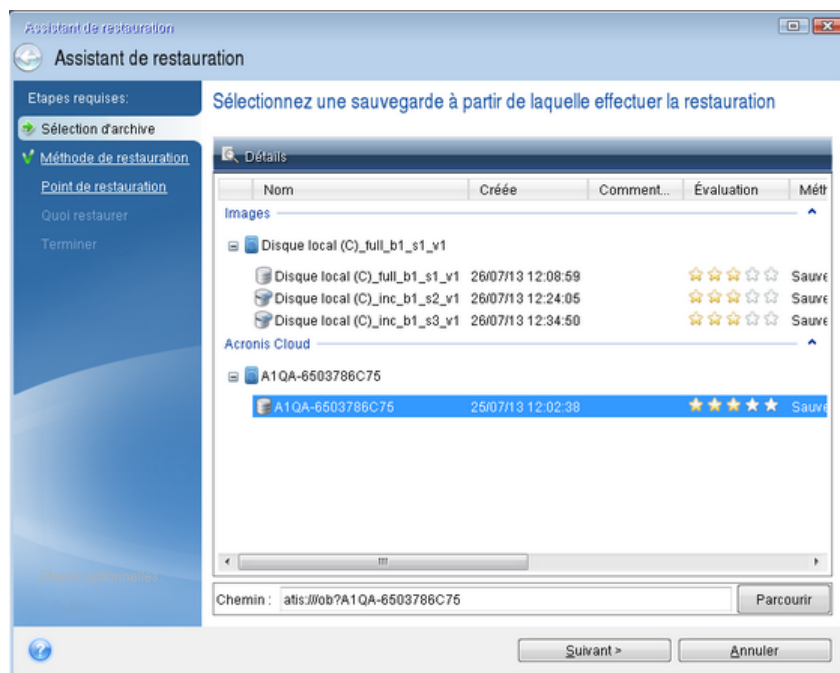 Assistant de restauration
Assistant de restauration
Etapes requises:
Sélection d'archive
Méthode de restauration
Point de restauration
Quoi restaurer
Terminer
Sélectionnez une sauvegarde à partir de laquelle effectuer la restauration
Détails
Nom Créée Comment... Évaluation Méth
Images
Disque local (C)_full_b1_s1_v1
Disque local (C)_full_b1_s1_v1 26/07/13 12:08:59 Sauve
Disque local (C)_inc_b1_s2_v1 26/07/13 12:24:05 Sauve
Disque local (C)_inc_b1_s3_v1 26/07/13 12:34:50 Sauve
Acronis Cloud
A1QA-6503786C75
A1QA-6503786C75 25/07/13 12:02:38 Sauve
Chemin : atis:///ob?A1QA-6503786C75 Parcourir
Suivant > Annuler